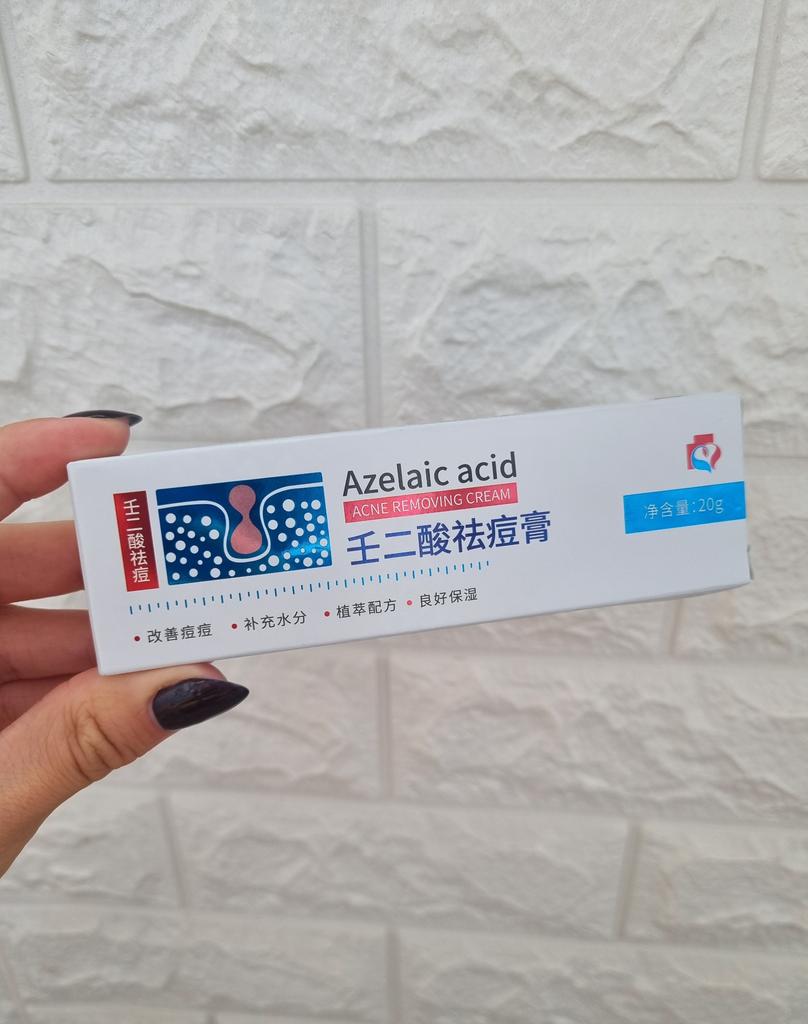 壬二酸祛痘
Azelaic acid
ACNE REMOVING CREAM
壬二酸祛痘膏
净含量:20g
• 改善痘痘 • 补充水分 • 植萃配方 • 良好保湿